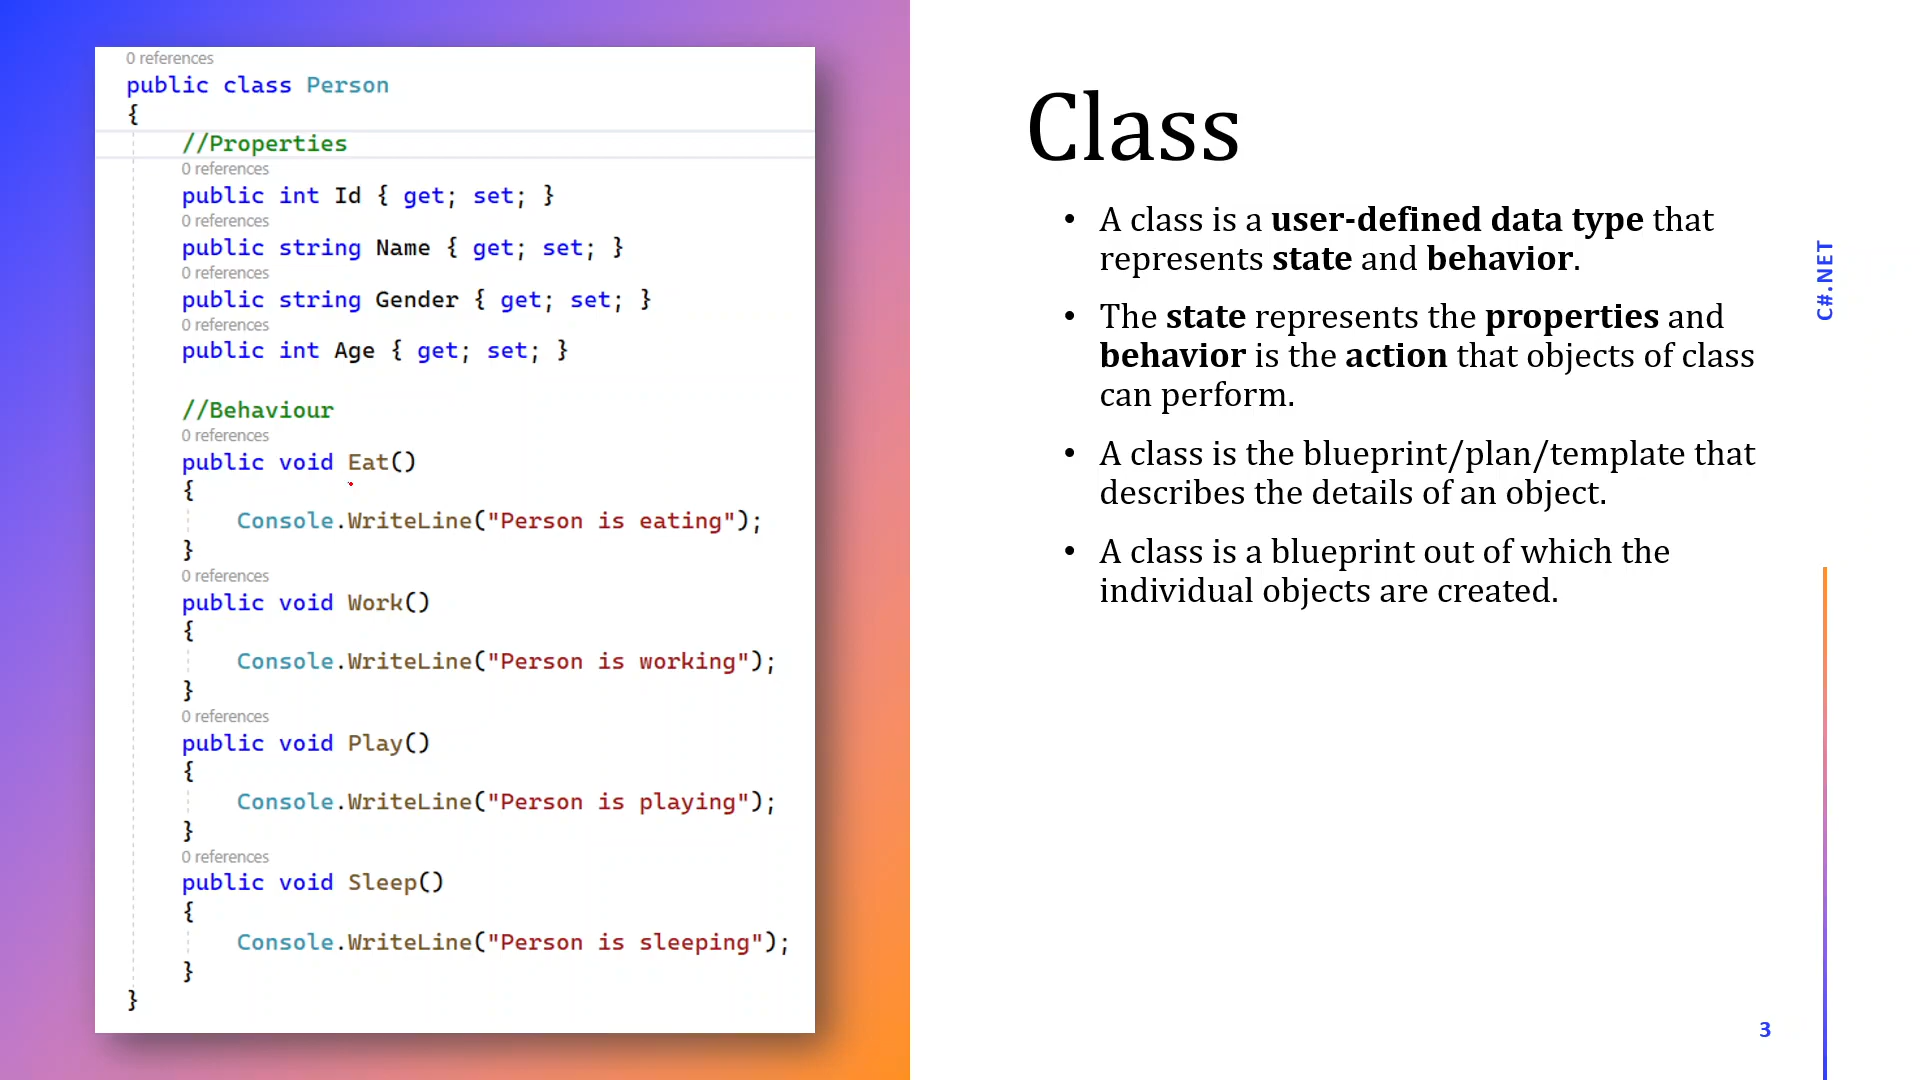 0 references
public class Person
{
//Properties
0 references
public int Id { get; set; }
0 references
public string Name { get; set; }
0 references
public string Gender { get; set; }
0 references
public int Age { get; set; }
//Behaviour
0 references
public void Eat()
{
Console.WriteLine("Person is eating");
}
0 references
public void Work()
{
Console.WriteLine("Person is working");
}
0 references
public void Play()
{
Console.WriteLine("Person is playing");
}
0 references
public void Sleep()
{
Console.WriteLine("Person is sleeping");
}
}
Class
• A class is a user-defined data type that
represents state and behavior.
• The state represents the properties and
behavior is the action that objects of class
can perform.
• A class is the blueprint/plan/template that
describes the details of an object.
• A class is a blueprint out of which the
individual objects are created.
C#.NET
3